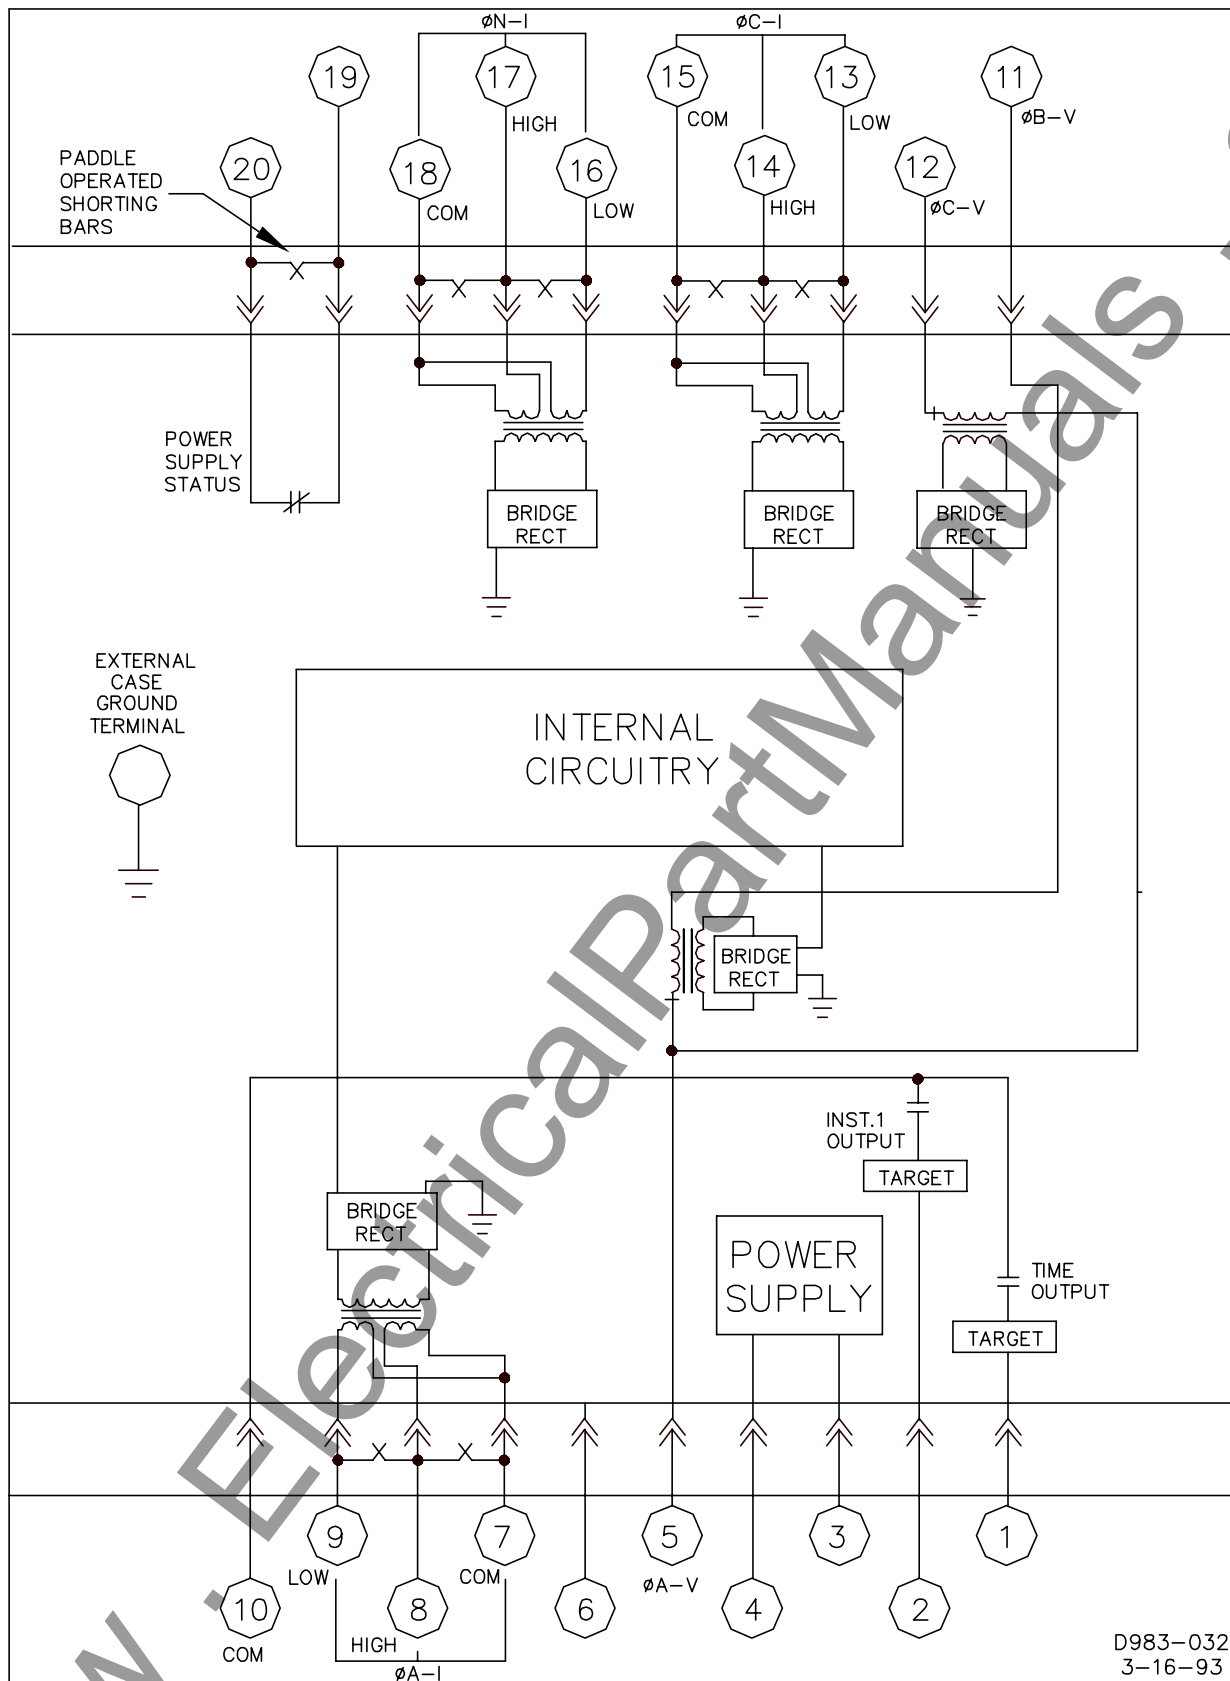 øN-I
øC-I
19
17
HIGH
15
COM
13
LOW
11
øB-V
PADDLE
OPERATED
SHORTING
BARS
20
18
COM
16
LOW
14
HIGH
12
øC-V
POWER
SUPPLY
STATUS
BRIDGE
RECT
BRIDGE
RECT
BRIDGE
RECT
EXTERNAL
CASE
GROUND
TERMINAL
INTERNAL
CIRCUITRY
BRIDGE
RECT
INST.1
OUTPUT
TARGET
BRIDGE
RECT
POWER
SUPPLY
TIME
OUTPUT
TARGET
9
LOW
7
COM
5
øA-V
3
1
10
COM
8
HIGH
øA-I
6
4
2
D983-032
3-16-93
w . ElectricalPartManuals .